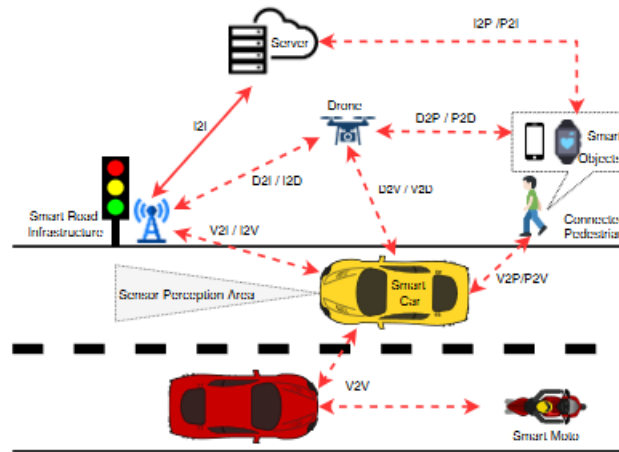 I2P /P2I
Server
Drone
D2P / P2D
I2I
Smart
Objects
D2I / I2D
D2V / V2D
Smart Road
Infrastructure
V2I / I2V
Connected
Pedestrian
V2P/P2V
Sensor Perception Area
Smart
Car
V2V
Smart Moto